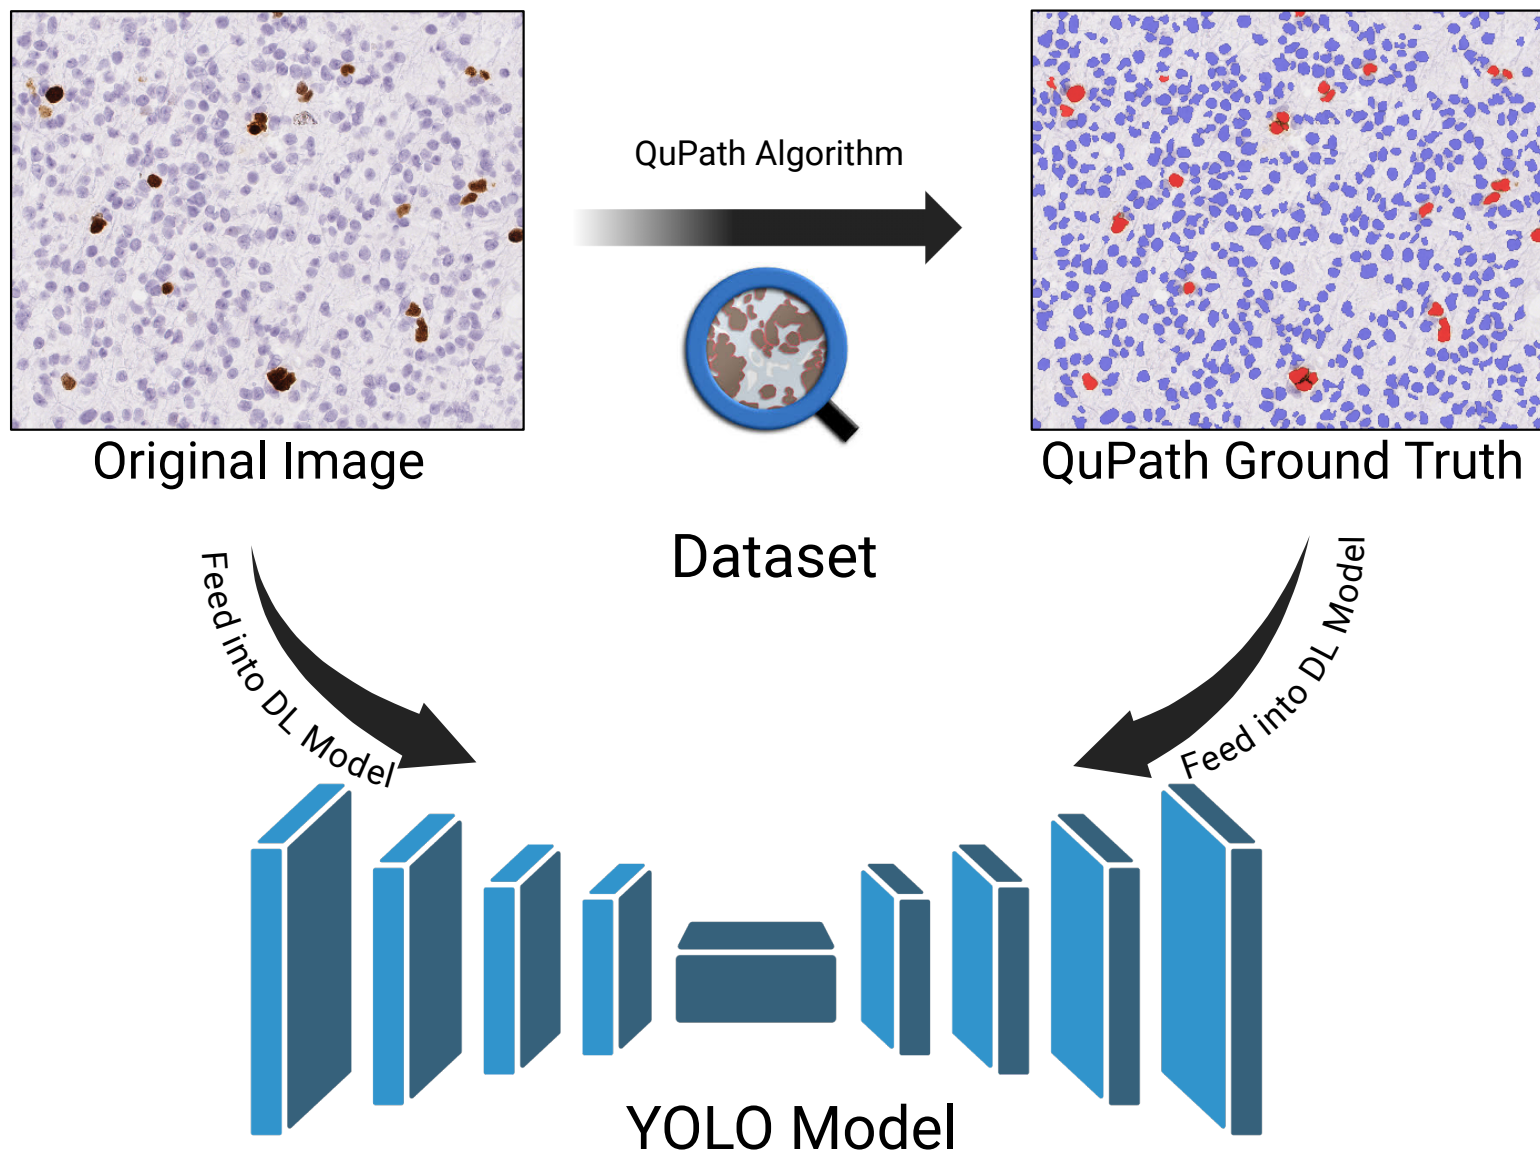 QuPath Algorithm
Original Image
QuPath Ground Truth
Dataset
Feed into DL Model
Feed into DL Model
YOLO Model